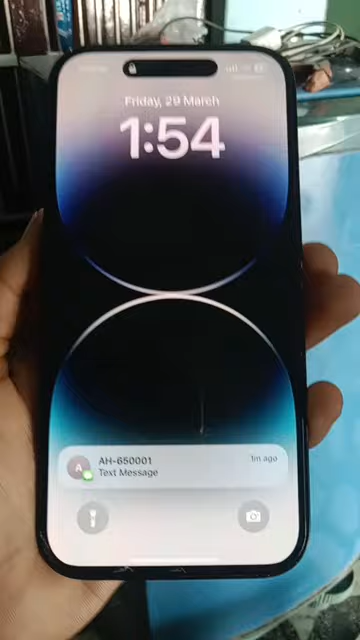 Friday, 29 March
1:54
AH-650001
1m ago
Text Message
A